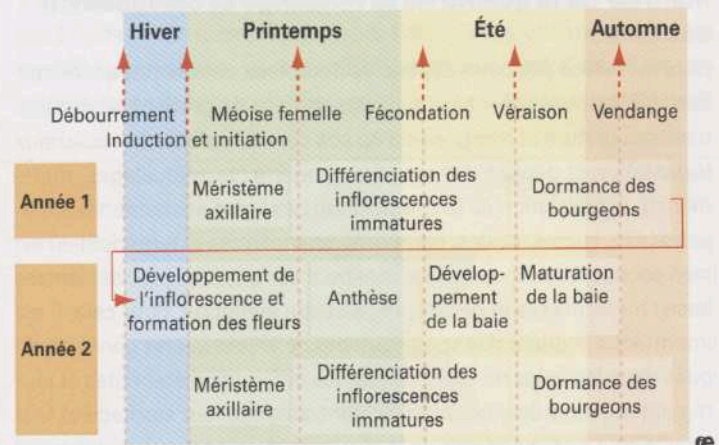 Hiver Printemps Été Automne
Débourrement Méoise femelle Fécondation Véraison Vendange
Induction et initiation
Année 1
Méristème
axillaire
Différenciation des
inflorescences
immatures
Dormance des
bourgeons
Année 2
Développement de
l'inflorescence et
formation des fleurs
Anthèse
Dévelop-
pement
de la baie
Maturation
de la baie
Méristème
axillaire
Différenciation des
inflorescences
immatures
Dormance des
bourgeons